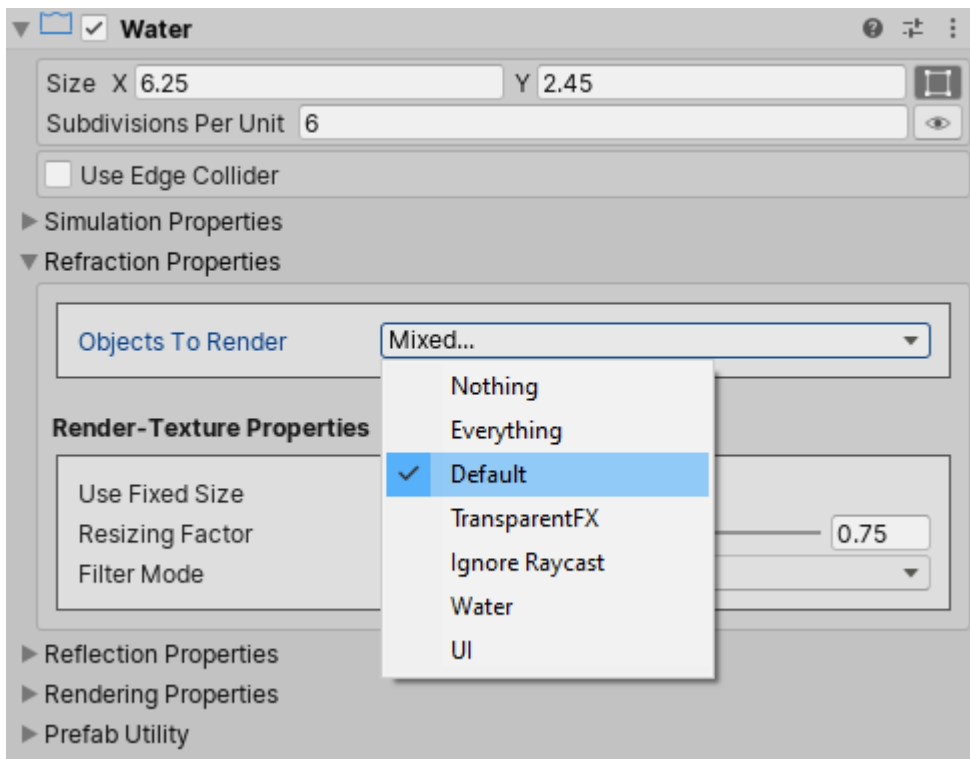 Water
Size X 6.25 Y 2.45
Subdivisions Per Unit 6
Use Edge Collider
Simulation Properties
Refraction Properties
Objects To Render Mixed...
Nothing
Everything
Default
TransparentFX
Ignore Raycast
Water
UI
Render-Texture Properties
Use Fixed Size
Resizing Factor 0.75
Filter Mode
Reflection Properties
Rendering Properties
Prefab Utility